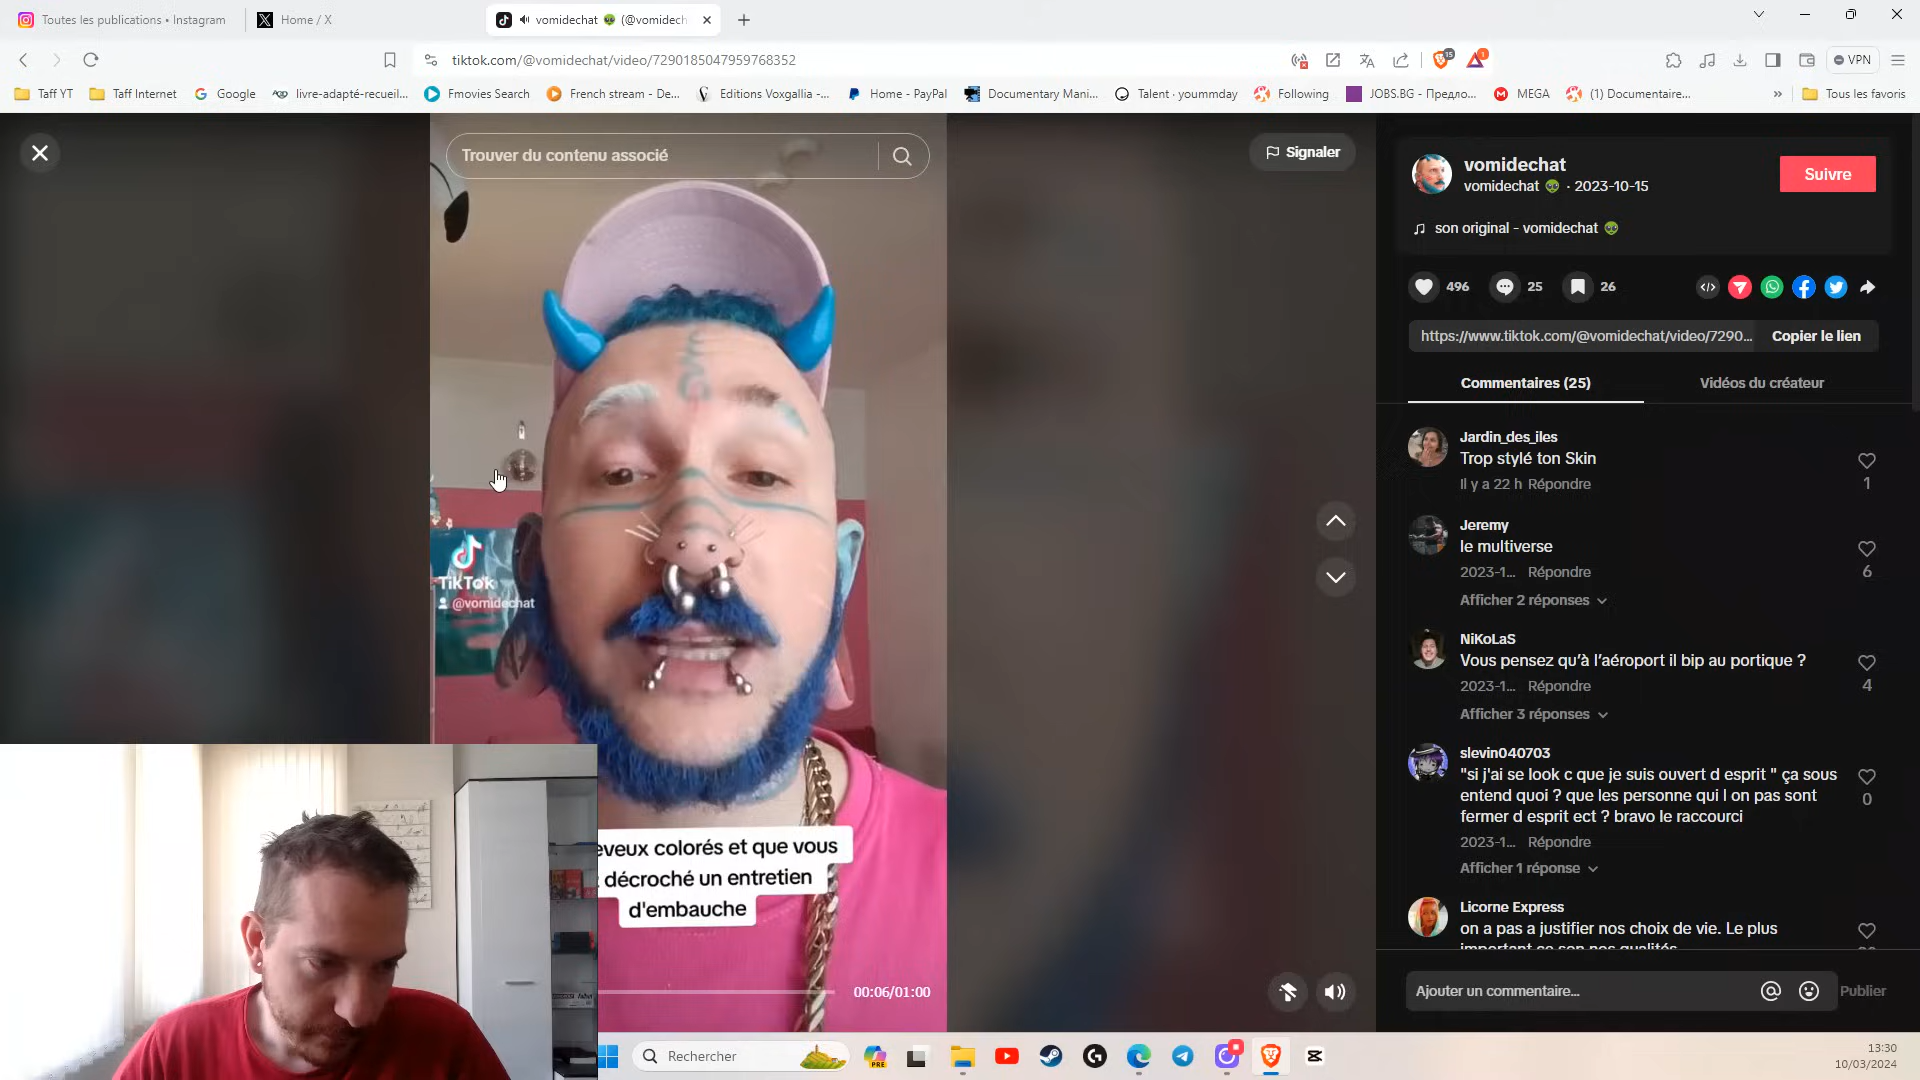 Toutes les publications • Instagram
Home / X
vomidechat 👽 (@vomidech
tiktok.com/@vomidechat/video/7290185047959768352
15
1
VPN
Taff YT
Taff Internet
Google
livre-adapté-recueil...
Fmovies Search
French stream - De...
Editions Voxgallia -...
Home - PayPal
Documentary Mani...
Talent · yoummday
Following
JOBS.BG - Предло...
MEGA
(1) Documentaire...
»
Tous les favoris
Trouver du contenu associé
Signaler
TikTok
@vomidechat
eveux colorés et que vous
décroché un entretien
d'embauche
00:06/01:00
vomidechat
vomidechat 👽 · 2023-10-15
Suivre
son original - vomidechat 👽
496
25
26
https://www.tiktok.com/@vomidechat/video/7290...
Copier le lien
Commentaires (25)
Vidéos du créateur
Jardin_des_iles
Trop stylé ton Skin
Il y a 22 h Répondre
1
Jeremy
le multiverse
2023-1... Répondre
6
Afficher 2 réponses
NiKoLaS
Vous pensez qu'à l'aéroport il bip au portique ?
2023-1... Répondre
4
Afficher 3 réponses
slevin040703
"si j'ai se look c que je suis ouvert d esprit " ça sous
entend quoi ? que les personne qui l on pas sont
fermer d esprit ect ? bravo le raccourci
0
2023-1... Répondre
Afficher 1 réponse
Licorne Express
on a pas a justifier nos choix de vie. Le plus
important ce son nos qualités
Ajouter un commentaire...
Publier
Rechercher
PRE
13:30
10/03/2024